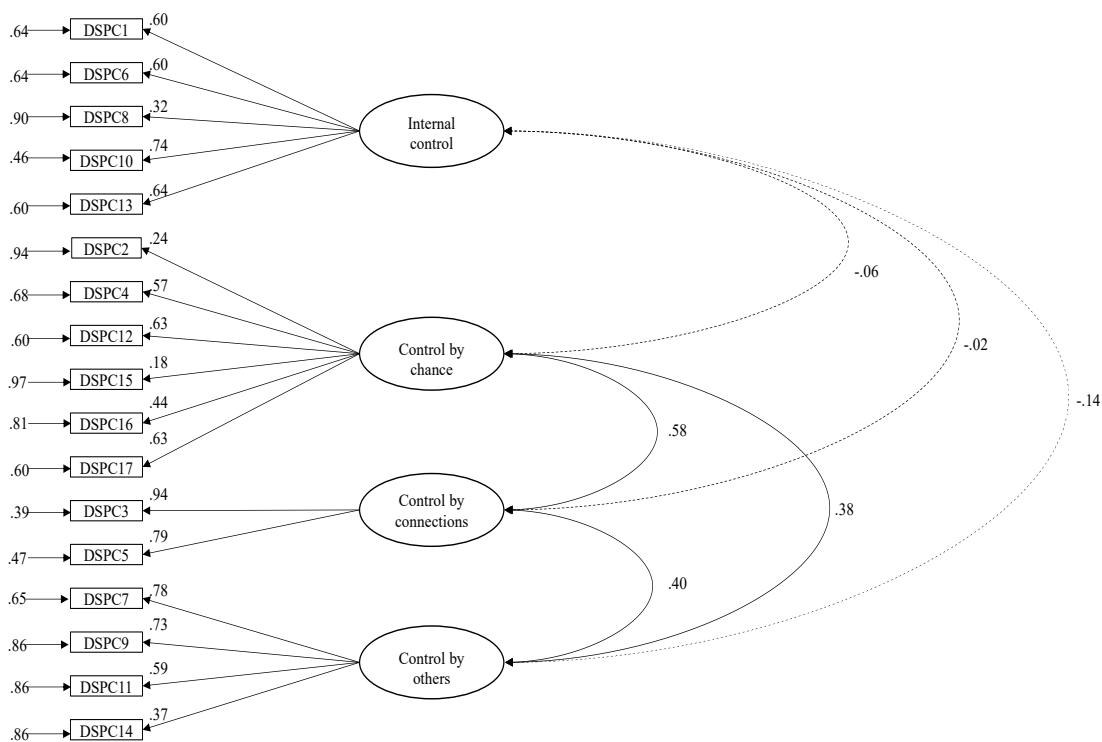 .64 DSPC1 .60
.64 DSPC6 .60
.90 DSPC8 .32
.46 DSPC10 .74
.60 DSPC13 .64
Internal
control
.94 DSPC2 .24
.68 DSPC4 .57
.60 DSPC12 .63
.97 DSPC15 .18
.81 DSPC16 .44
.60 DSPC17 .63
Control by
chance
.39 DSPC3 .94
.47 DSPC5 .79
Control by
connections
.65 DSPC7 .78
.86 DSPC9 .73
.86 DSPC11 .59
.86 DSPC14 .37
Control by
others
-.06
-.02
-.14
.58
.38
.40